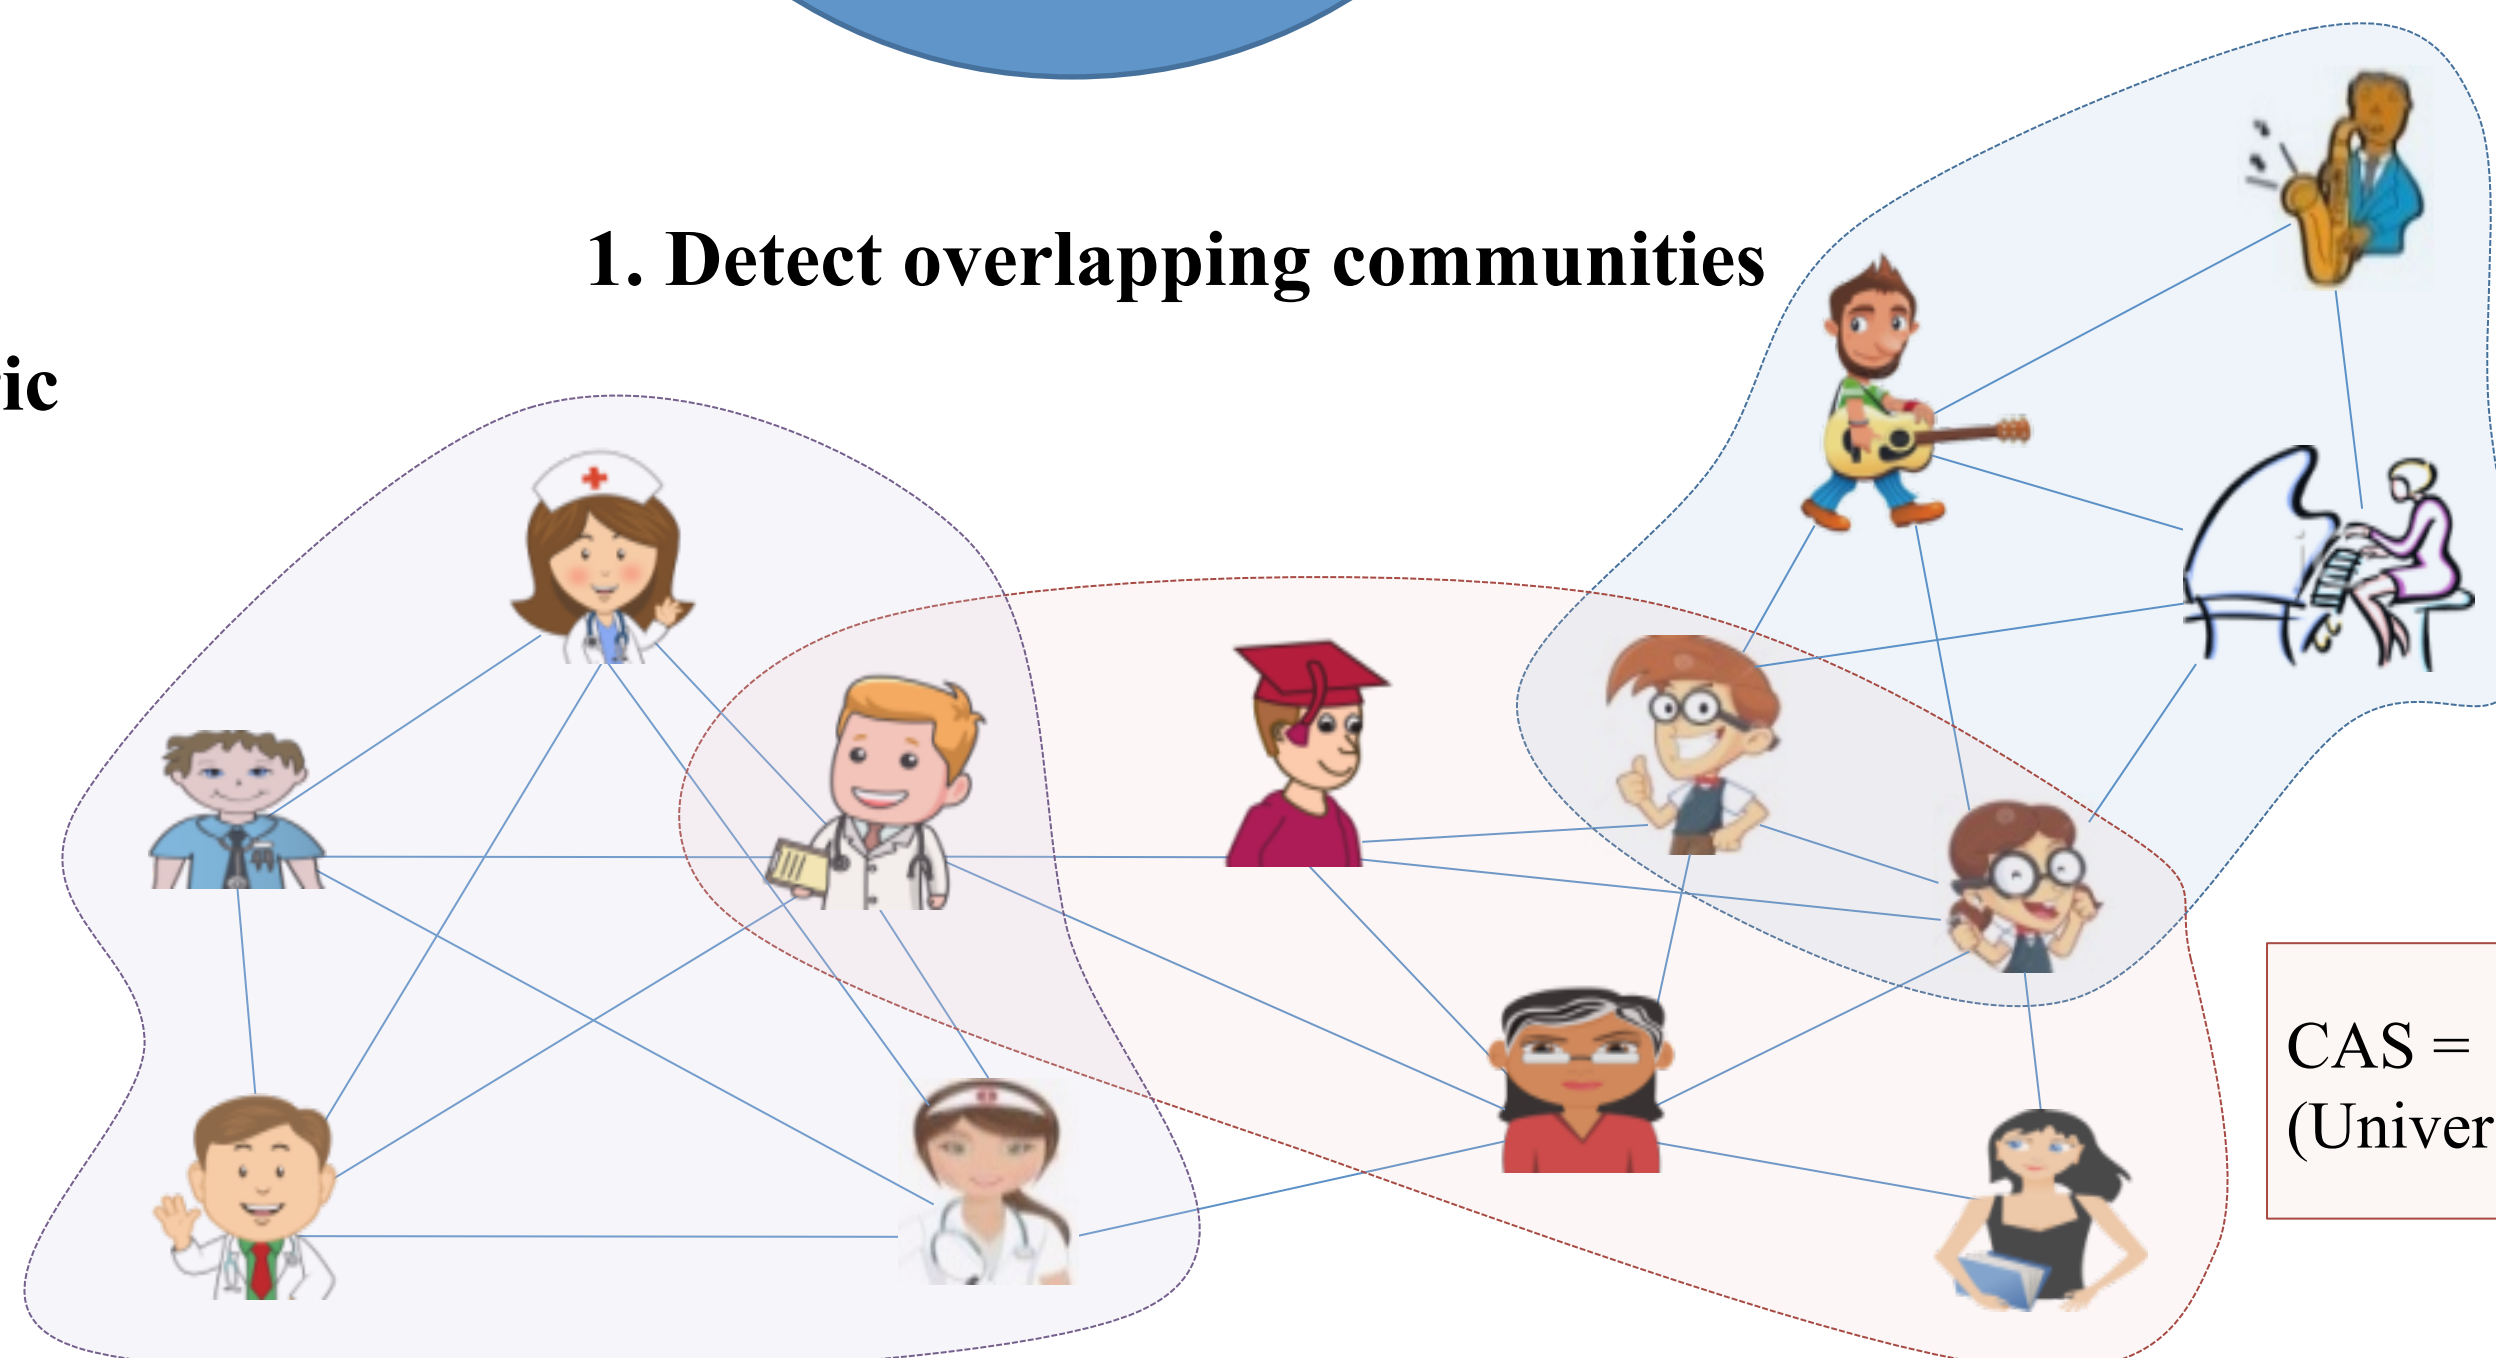 1. Detect overlapping communities
ic
CAS =
(Univer